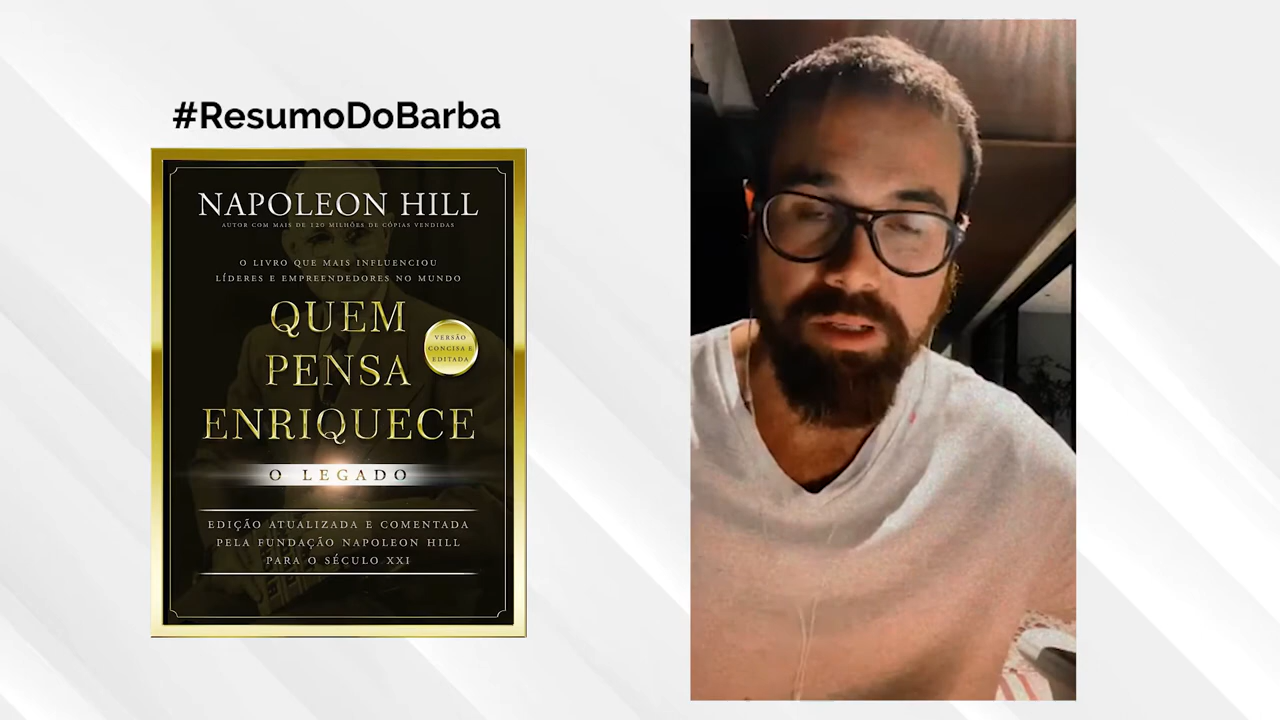 #ResumoDoBarba
NAPOLEON HILL
AUTOR COM MAIS DE 120 MILHÕES DE CÓPIAS VENDIDAS
O LIVRO QUE MAIS INFLUENCIOU
LÍDERES E EMPREENDEDORES NO MUNDO
QUEM
PENSA
ENRIQUECE
VERSÃO
CONCISA E
EDITADA
O LEGADO
EDIÇÃO ATUALIZADA E COMENTADA
PELA FUNDAÇÃO NAPOLEON HILL
PARA O SÉCULO XXI